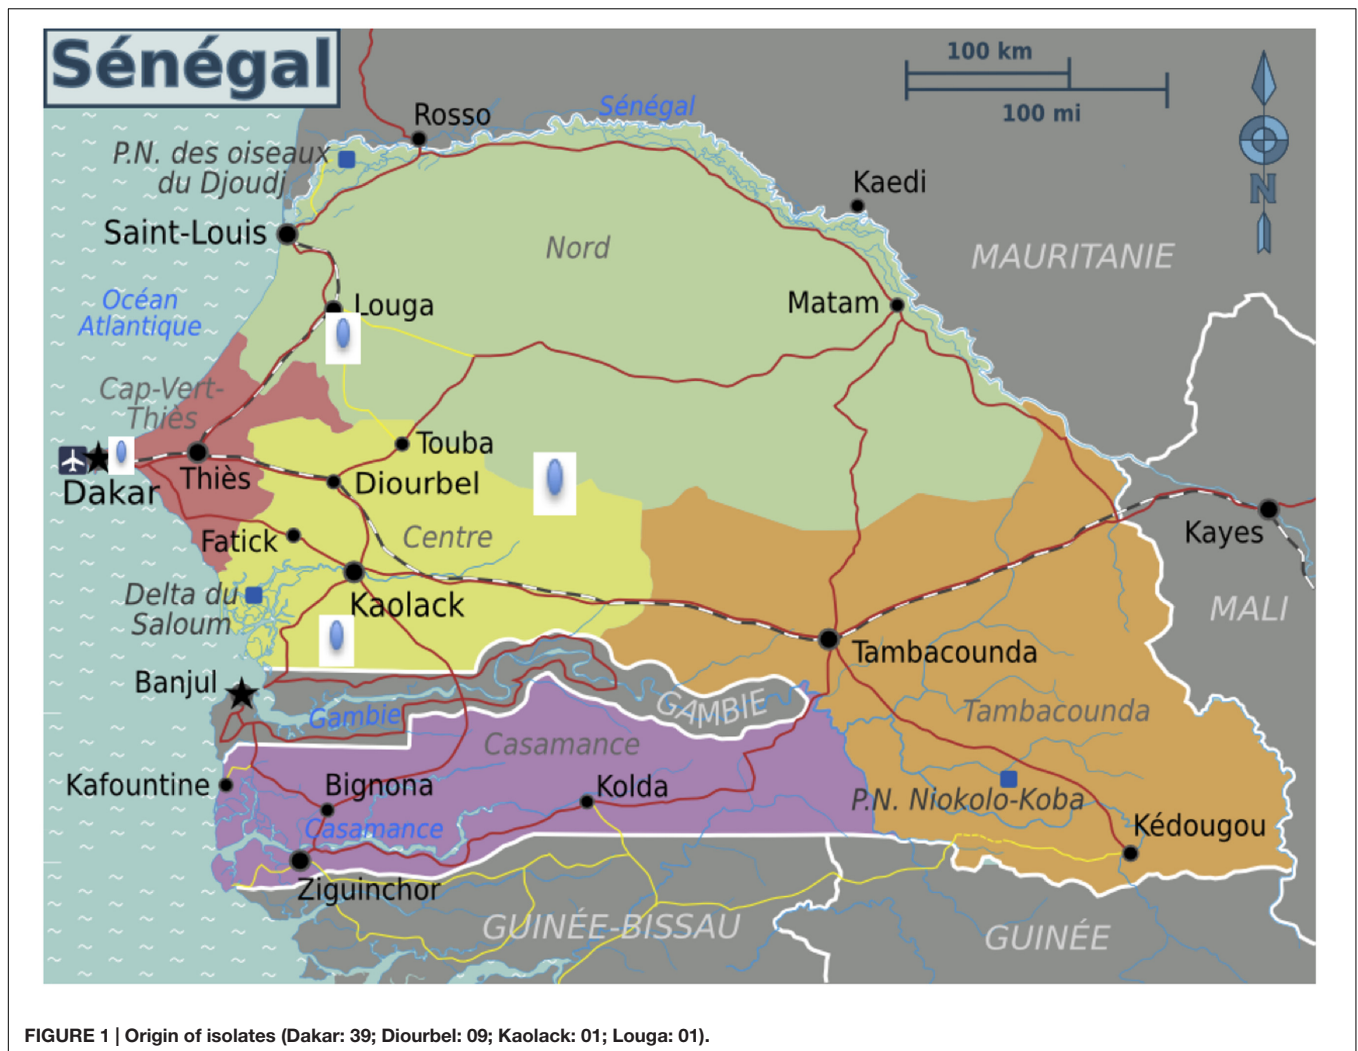 Sénégal
100 km
100 mi
N
Rosso
Sénégal
P.N. des oiseaux
du Djoudj
Kaedi
Saint-Louis
Nord
MAURITANIE
Océan
Atlantique
Louga
Matam
Cap-Vert-
Thiès
Touba
Dakar
Thiès
Diourbel
Fatick
Centre
Kayes
Delta du
Saloum
Kaolack
MALI
Tambacounda
Banjul
Gambie
GAMBIE
Tambacounda
Casamance
Kafountine
Bignona
Kolda
P.N. Niokolo-Koba
Casamance
Kédougou
Ziguinchor
GUINÉE-BISSAU
GUINÉE
FIGURE 1 | Origin of isolates (Dakar: 39; Diourbel: 09; Kaolack: 01; Louga: 01).